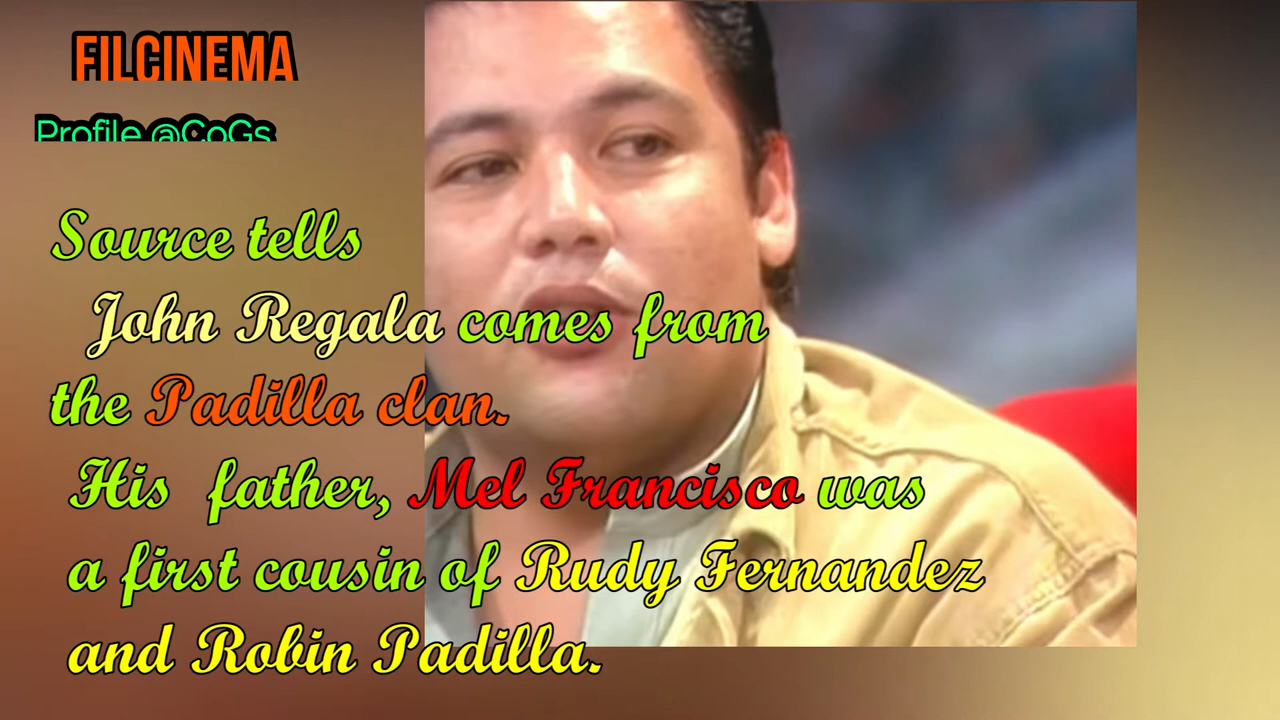 FILCINEMA
Profile @CoGs
Source tells
John Regala comes from
the Padilla clan.
His father, Mel Francisco was
a first cousin of Rudy Fernandez
and Robin Padilla.